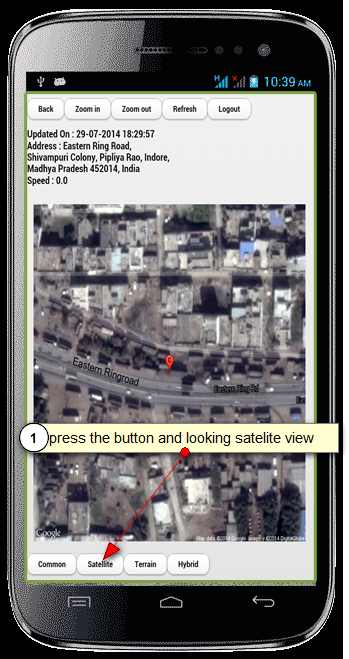 10:39 AM
Back Zoom in Zoom out Refresh Logout
Updated On : 29-07-2014 18:29:57
Address : Eastern Ring Road,
Shivampuri Colony, Pipliya Rao, Indore,
Madhya Pradesh 452014, India
Speed : 0.0
Eastern Ringroad
Eastern Ring Rd
Eas
1 press the button and looking satelite view
Google
Map data ©2014 Google Imagery ©2014 DigitalGlobe
Common Satellite Terrain Hybrid